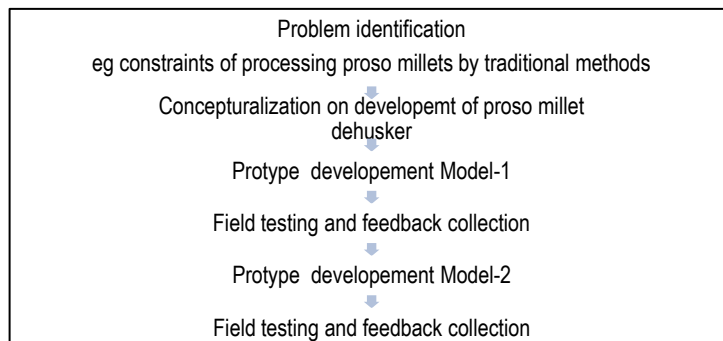 Problem identification
eg constraints of processing proso millets by traditional methods
Concepturalization on developemt of proso millet
dehusker
Protype developement Model-1
Field testing and feedback collection
Protype developement Model-2
Field testing and feedback collection